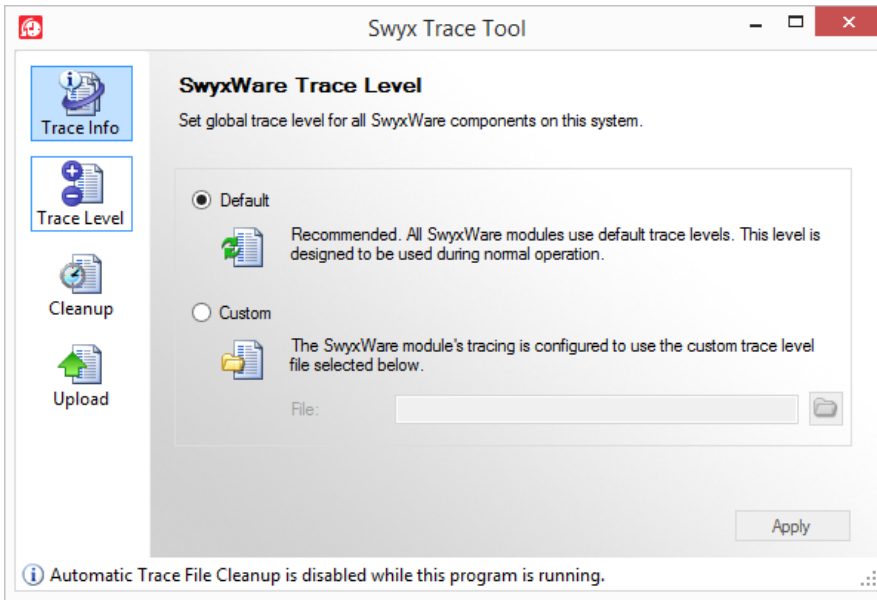 Swyx Trace Tool
Trace Info
Trace Level
Cleanup
Upload
SwyxWare Trace Level
Set global trace level for all SwyxWare components on this system.
Default
Recommended. All SwyxWare modules use default trace levels. This level is
designed to be used during normal operation.
Custom
The SwyxWare module's tracing is configured to use the custom trace level
file selected below.
File:
Apply
Automatic Trace File Cleanup is disabled while this program is running.